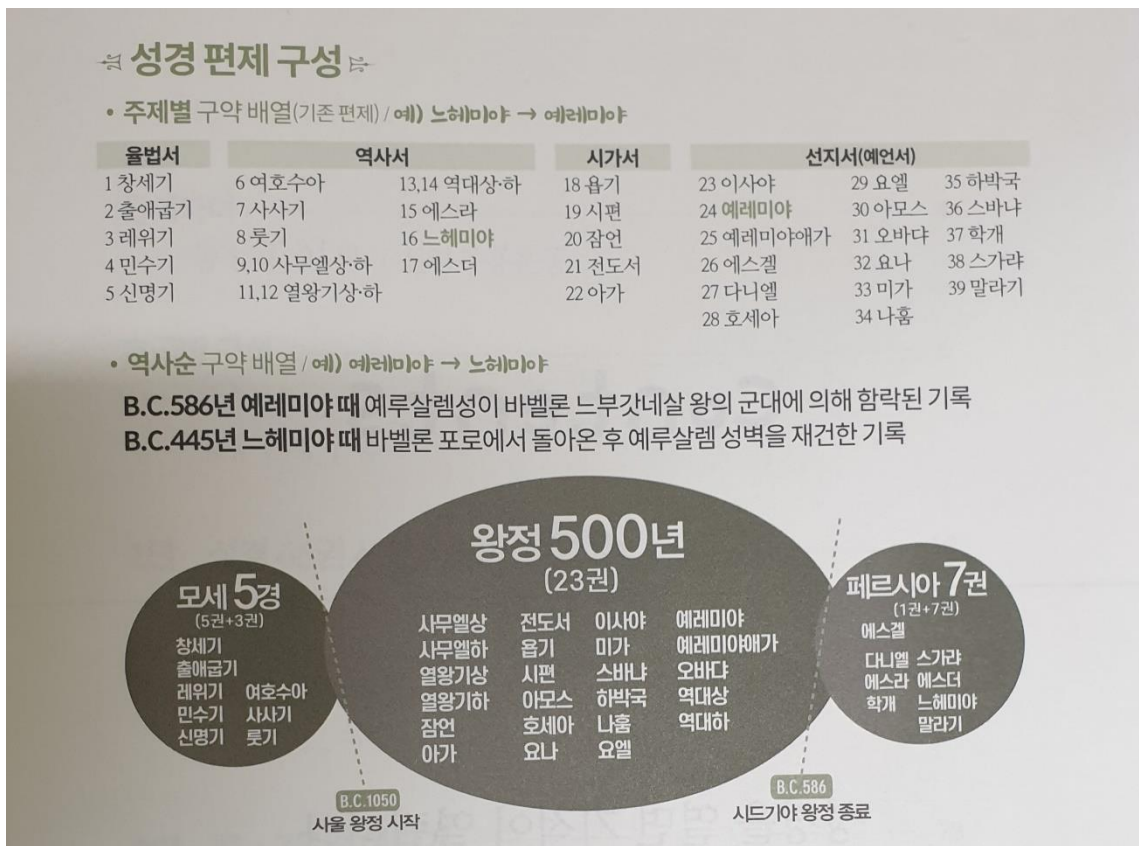 성경 편제 구성
• 주제별 구약 배열(기존 편제) / 예) 느헤미야 → 예레미야
율법서
1 창세기
2 출애굽기
3 레위기
4 민수기
5 신명기
역사서
6 여호수아
7 사사기
8 룻기
9,10 사무엘상·하
11,12 열왕기상·하
13,14 역대상·하
15 에스라
16 느헤미야
17 에스더
시가서
18 욥기
19 시편
20 잠언
21 전도서
22 아가
선지서(예언서)
23 이사야
24 예레미야
25 예레미야애가
26 에스겔
27 다니엘
28 호세아
29 요엘
30 아모스
31 오바댜
32 요나
33 미가
34 나훔
35 하박국
36 스바냐
37 학개
38 스가랴
39 말라기
• 역사순 구약 배열 / 예) 예레미야 → 느헤미야
B.C.586년 예레미야 때 예루살렘성이 바벨론 느부갓네살 왕의 군대에 의해 함락된 기록
B.C.445년 느헤미야 때 바벨론 포로에서 돌아온 후 예루살렘 성벽을 재건한 기록
모세 5경
(5권+3권)
창세기
출애굽기
레위기 여호수아
민수기 사사기
신명기 룻기
왕정 500년
(23권)
사무엘상 전도서 이사야 예레미야
사무엘하 욥기 미가 예레미야애가
열왕기상 시편 스바냐 오바댜
열왕기하 아모스 하박국 역대상
잠언 호세아 나훔 역대하
아가 요나 요엘
페르시아 7권
(1권+7권)
에스겔
다니엘 스가랴
에스라 에스더
학개 느헤미야
말라기
B.C.1050
사울 왕정 시작
B.C.586
시드기야 왕정 종료